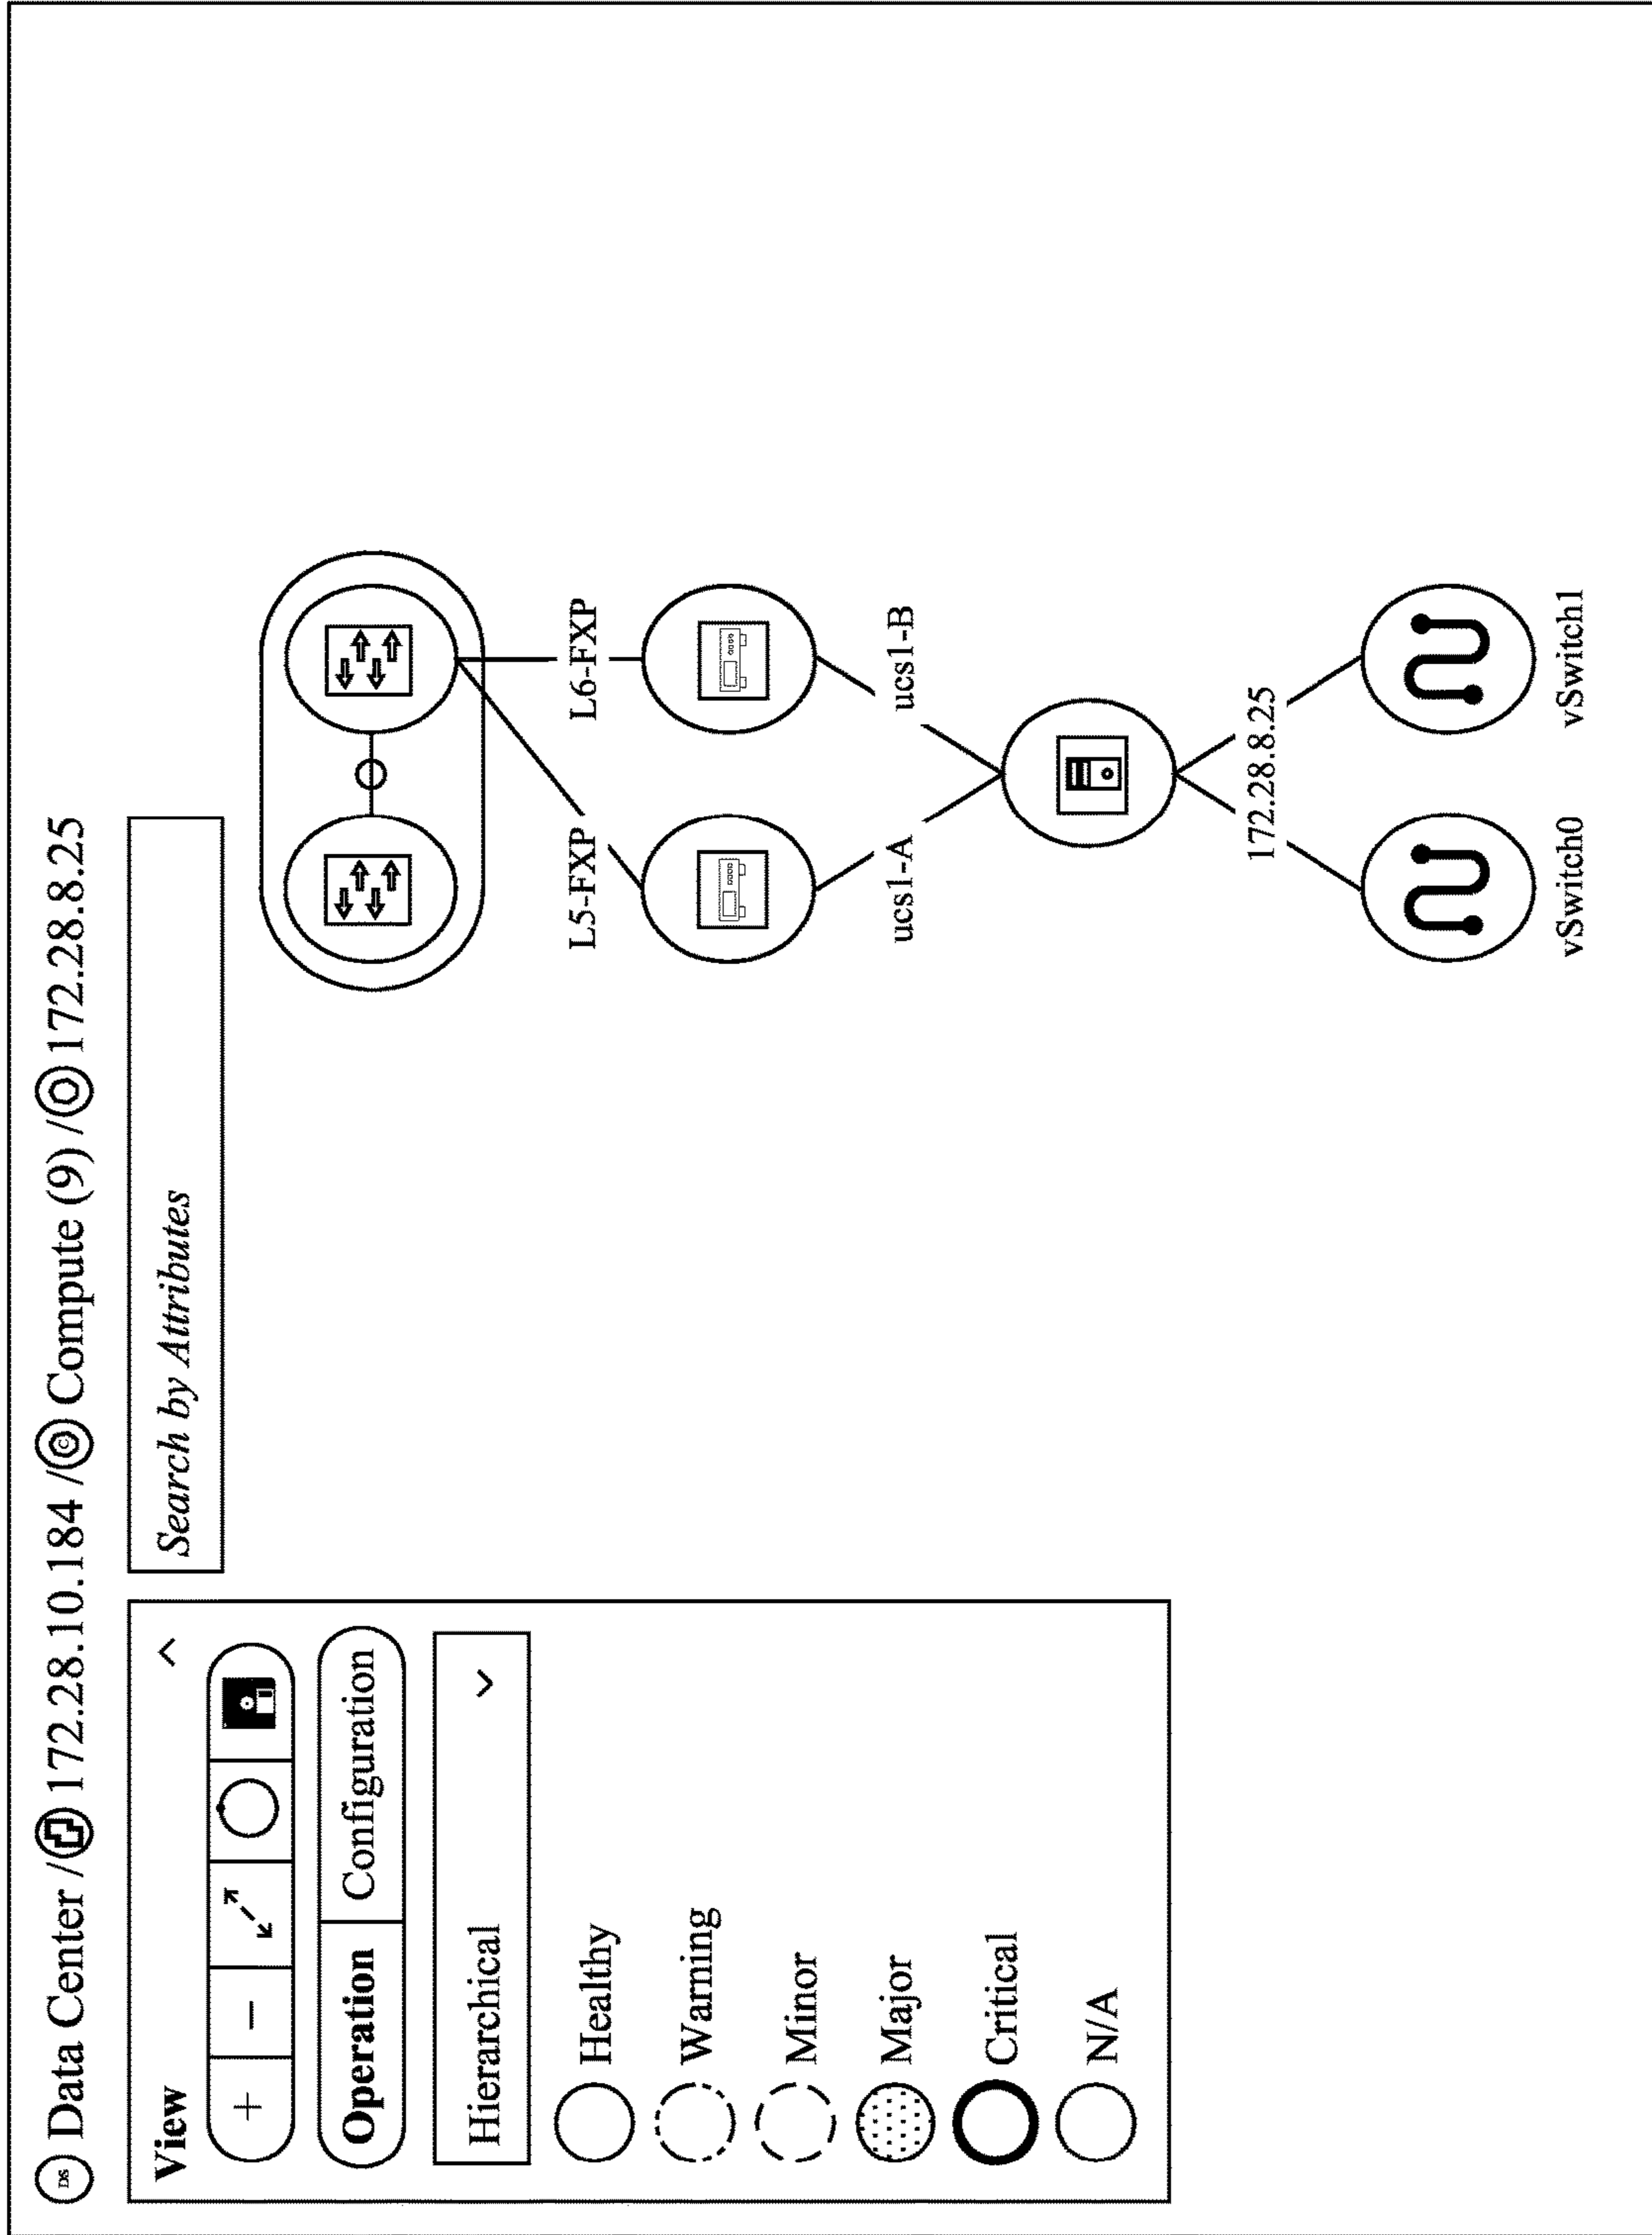 DS Data Center / 172.28.10.184 / C Compute (9) / 172.28.8.25
View
Search by Attributes
+ −
Operation Configuration
Hierarchical
Healthy
Warning
Minor
Major
Critical
N/A
L5-FXP L6-FXP
ucs1-A ucs1-B
172.28.8.25
vSwitch0 vSwitch1